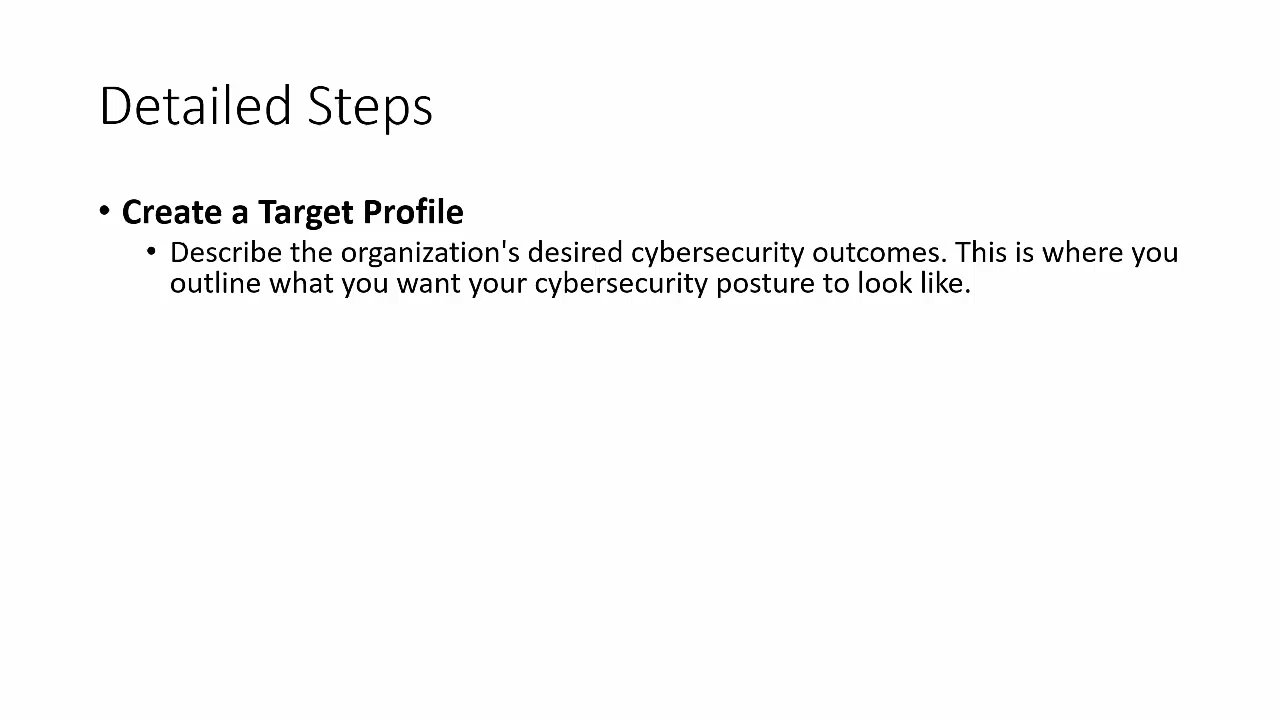 Detailed Steps
• Create a Target Profile
• Describe the organization's desired cybersecurity outcomes. This is where you
outline what you want your cybersecurity posture to look like.